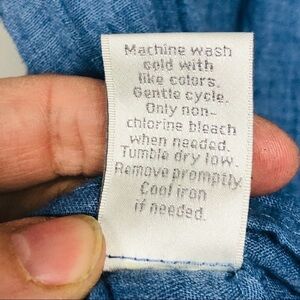 Machine wash
cold with
like colors.
Gentle cycle.
Only non-
chlorine bleach
when needed.
Tumble dry low.
Remove promptly.
Cool iron
if needed.